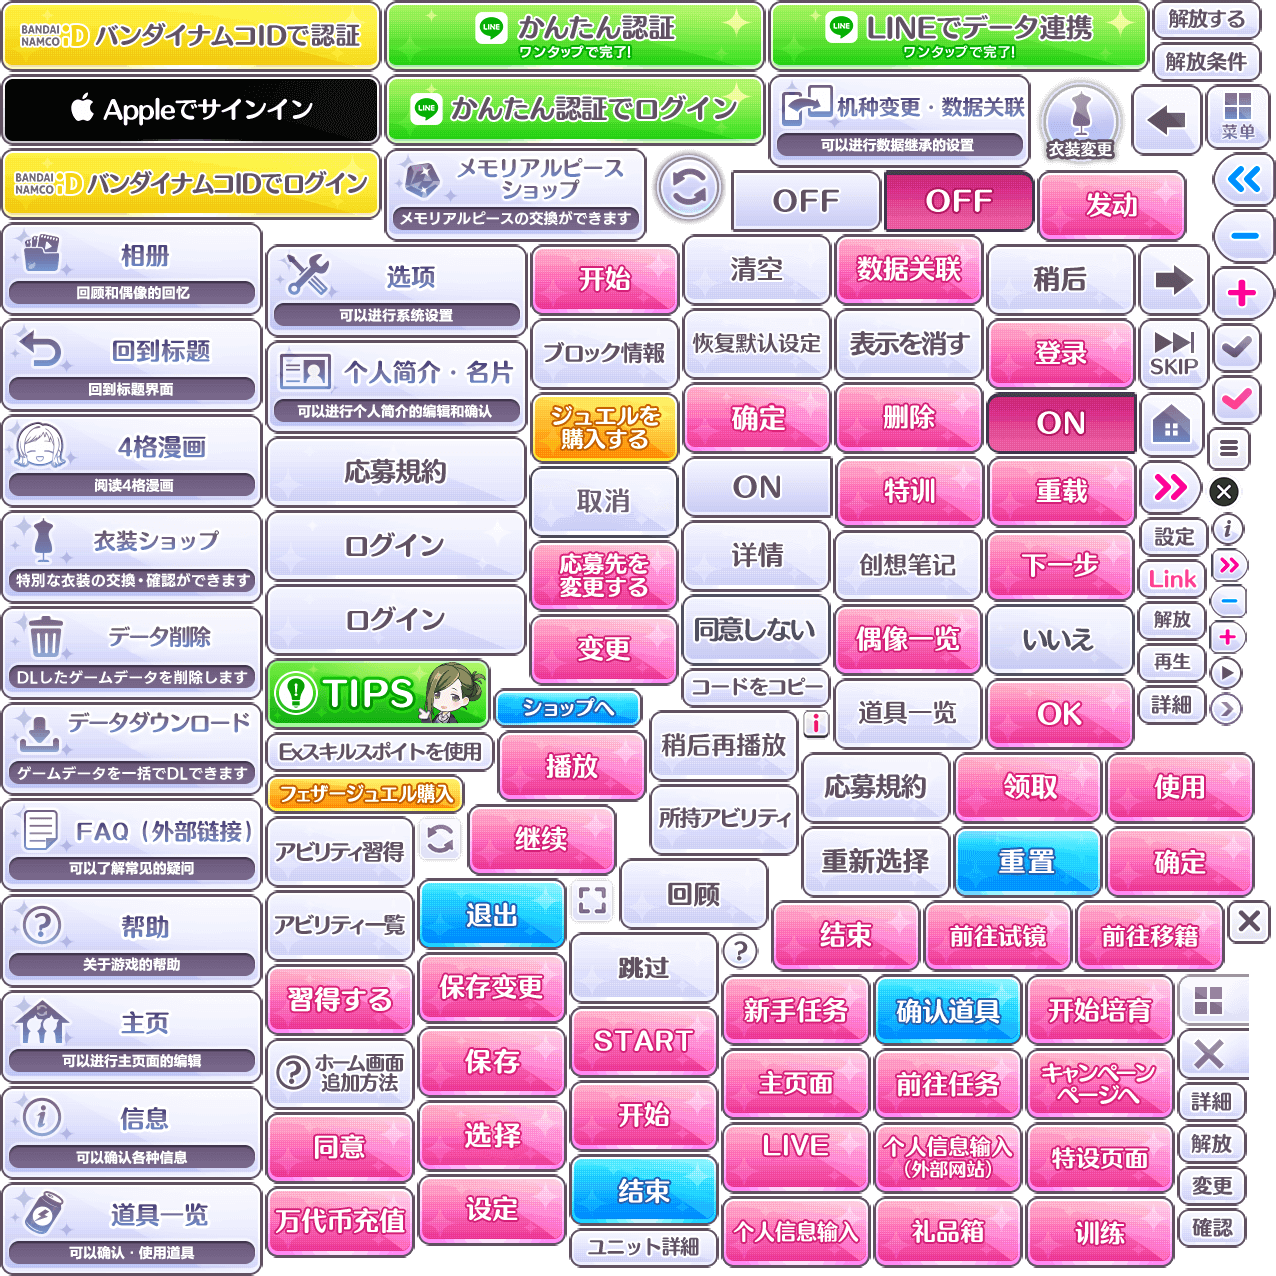 BANDAI NAMCO iD バンダイナムコIDで認証
LINE かんたん認証
ワンタップで完了!
LINE LINEでデータ連携
ワンタップで完了!
解放する
解放条件
Appleでサインイン
LINE かんたん認証でログイン
机种变更・数据关联
可以进行数据继承的设置
衣装変更
菜单
BANDAI NAMCO iD バンダイナムコIDでログイン
メモリアルピース
ショップ
メモリアルピースの交換ができます
OFF
OFF
发动
相册
回顾和偶像的回忆
选项
可以进行系统设置
开始
清空
数据关联
稍后
回到标题
回到标题界面
个人简介・名片
可以进行个人简介的编辑和确认
ブロック情報
恢复默认设定
表示を消す
登录
SKIP
4格漫画
阅读4格漫画
応募規約
ジュエルを
購入する
确定
删除
ON
衣装ショップ
特別な衣装の交換・確認ができます
ログイン
取消
ON
特训
重载
設定
データ削除
DLしたゲームデータを削除します
ログイン
応募先を
変更する
详情
创想笔记
下一步
Link
解放
データダウンロード
ゲームデータを一括でDLできます
TIPS
変更
同意しない
偶像一览
いいえ
再生
ショップへ
コードをコピー
道具一览
OK
詳細
FAQ（外部链接）
可以了解常见的疑问
Exスキルスポイトを使用
播放
稍后再播放
i
フェザージュエル購入
応募規約
领取
使用
アビリティ習得
继续
所持アビリティ
重新选择
重置
确定
帮助
关于游戏的帮助
アビリティ一覧
退出
回顾
结束
前往试镜
前往移籍
主页
可以进行主页面的编辑
習得する
保存变更
跳过
?
新手任务
确认道具
开始培育
ホーム画面
追加方法
保存
START
主页面
前往任务
キャンペーン
ページへ
詳細
信息
可以确认各种信息
同意
选择
开始
LIVE
个人信息输入
（外部网站）
特设页面
解放
道具一览
可以确认・使用道具
万代币充值
设定
结束
変更
ユニット詳細
个人信息输入
礼品箱
训练
確認